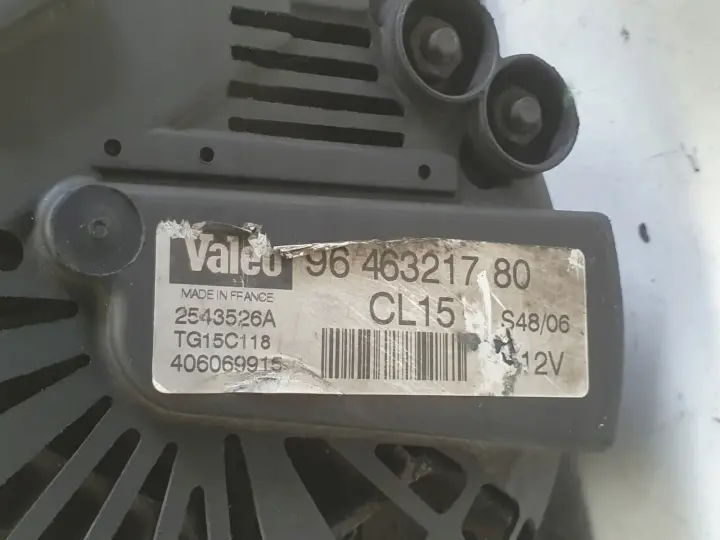 Valeo 96 463217 80
MADE IN FRANCE
2543526A CL15 S48/06
TG15C118
406069915 12V